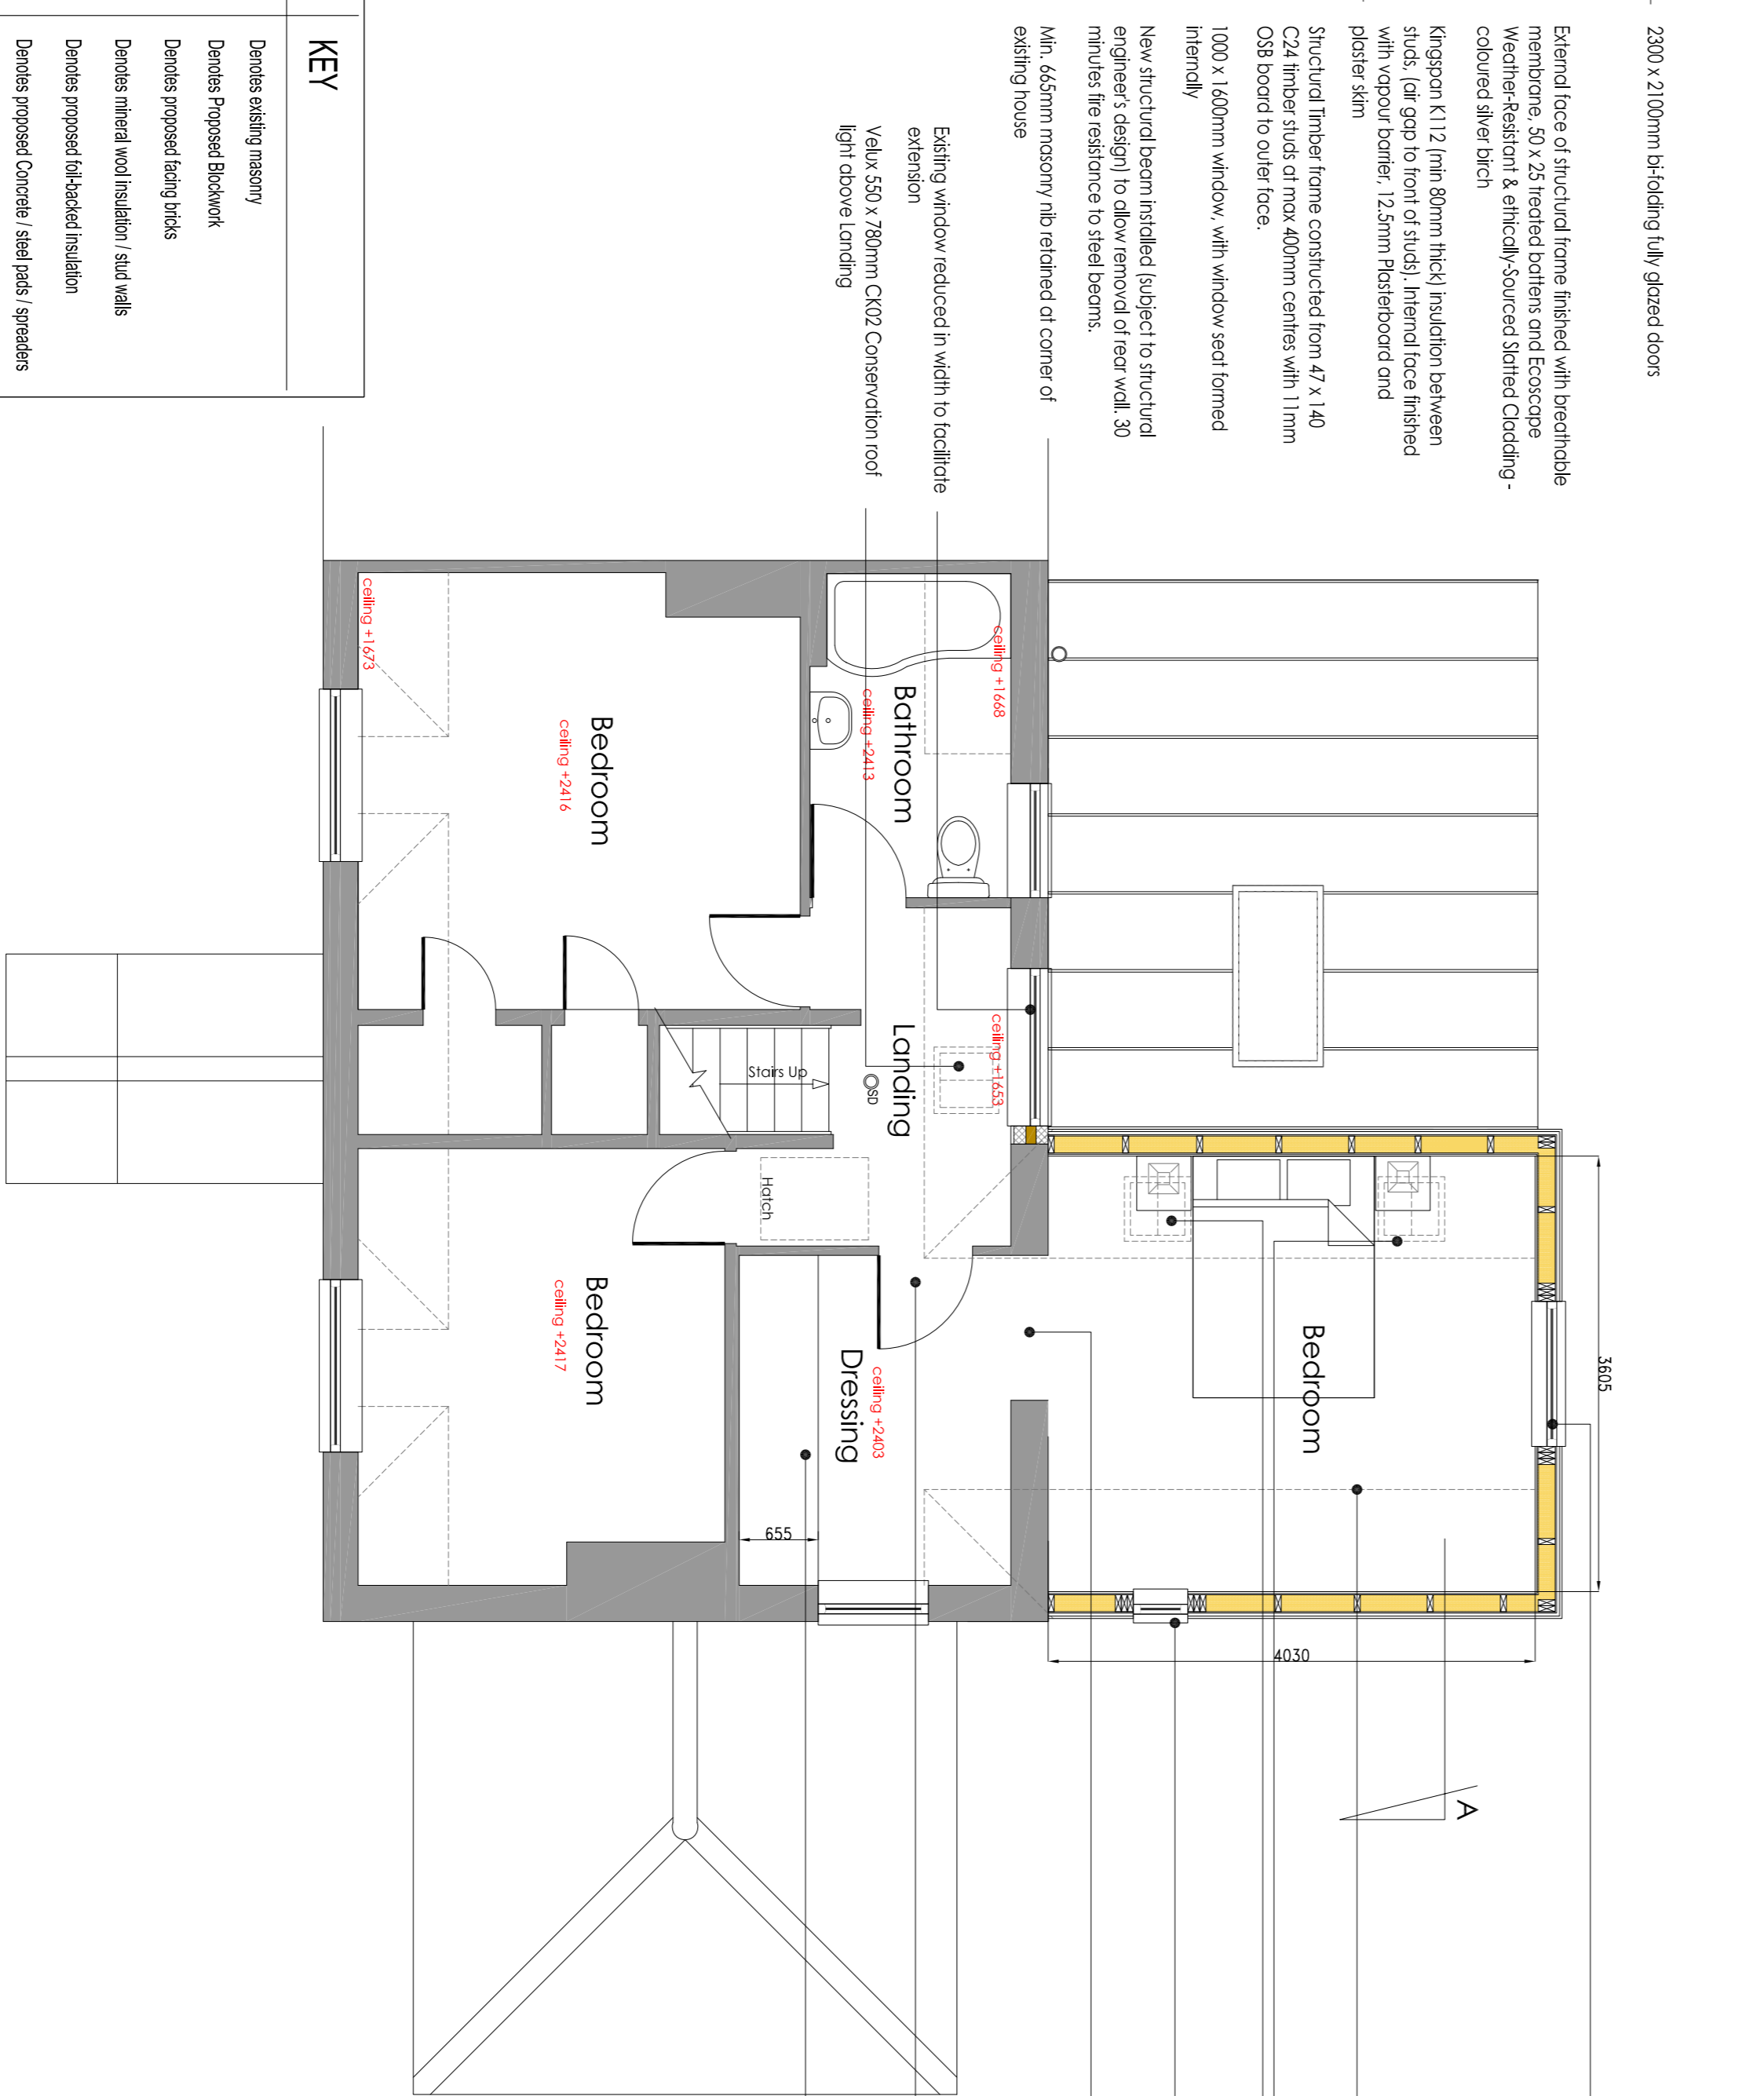 2300 x 2100mm bi-folding fully glazed doors
External face of structural frame finished with breathable
membrane, 50 x 25 treated battens and Ecoscape
Weather-Resistant & ethically-Sourced Slatted Cladding -
coloured silver birch
Kingspan K112 (min 80mm thick) insulation between
studs, (air gap to front of studs). Internal face finished
with vapour barrier, 12.5mm Plasterboard and
plaster skim
Structural Timber frame constructed from 47 x 140
C24 timber studs at max 400mm centres with 11mm
OSB board to outer face.
1000 x 1600mm window, with window seat formed
internally
New structural beam installed (subject to structural
engineer's design) to allow removal of rear wall. 30
minutes fire resistance to steel beams.
Min. 665mm masonry nib retained at corner of
existing house
Existing window reduced in width to facilitate
extension
Velux 550 x 780mm CK02 Conservation roof
light above Landing
KEY
Denotes existing masonry
Denotes Proposed Blockwork
Denotes proposed facing bricks
Denotes mineral wool insulation / stud walls
Denotes proposed foil-backed insulation
Denotes proposed Concrete / steel pads / spreaders
3605
4030
A
Bedroom
ceiling +1668
Bathroom
ceiling +2413
ceiling +1653
Landing
SD
Stairs Up
Hatch
ceiling +2403
Dressing
655
Bedroom
ceiling +2416
ceiling +1673
Bedroom
ceiling +2417